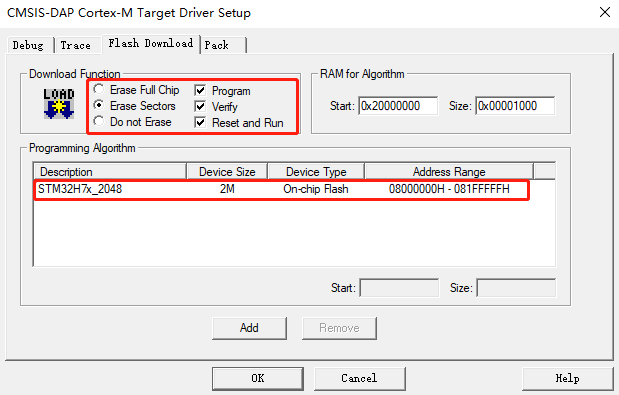 CMSIS-DAP Cortex-M Target Driver Setup
Debug Trace Flash Download Pack
Download Function RAM for Algorithm
LOAD Erase Full Chip Program
Erase Sectors Verify Start: 0x20000000 Size: 0x00001000
Do not Erase Reset and Run
Programming Algorithm
Description Device Size Device Type Address Range
STM32H7x_2048 2M On-chip Flash 08000000H - 081FFFFFH
Start: Size:
Add Remove
OK Cancel Help